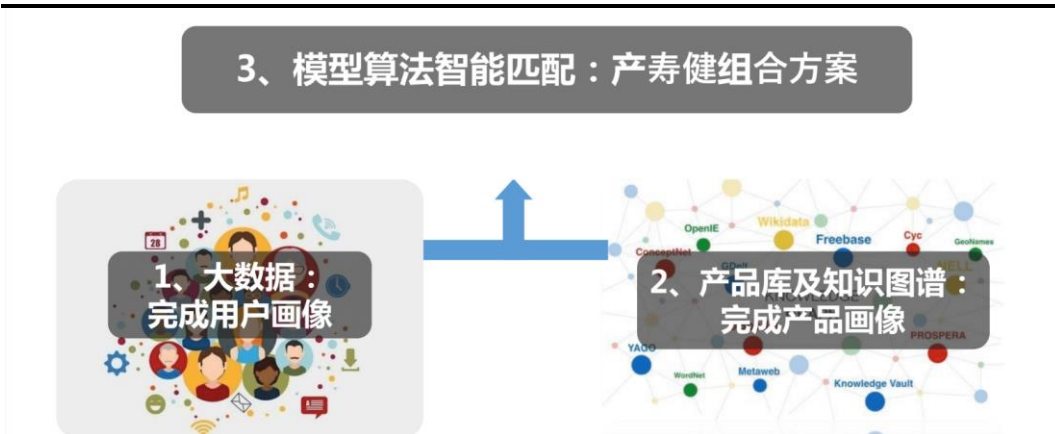 3、模型算法智能匹配：产寿健组合方案
28
1、大数据：
完成用户画像
OpenIE
Wikidata
Freebase
Cyc
GeoNames
ConceptNet
GDelt
NELL
2、产品库及知识图谱：
完成产品画像
KNOWLEDGE
PROSPERA
YAGO
WordNet
Metaweb
Knowledge Vault